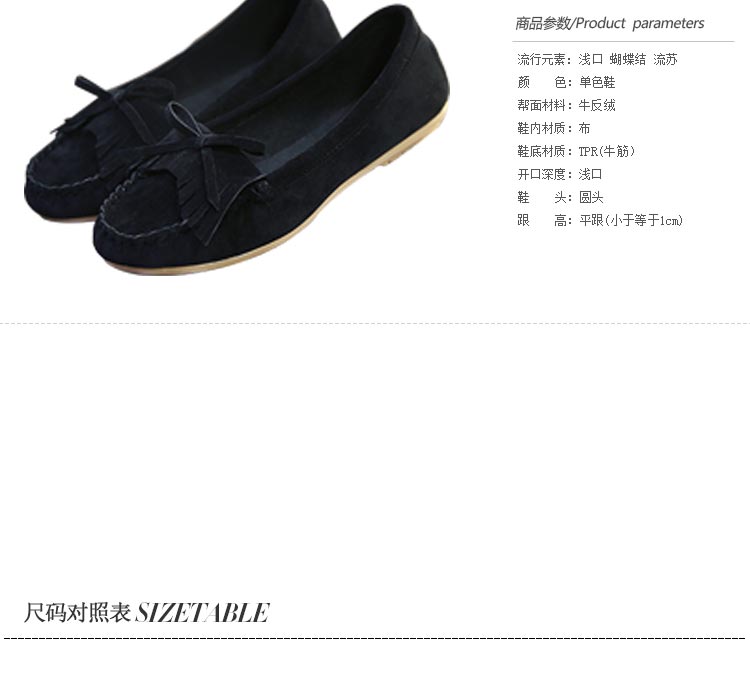 商品参数/Product parameters
流行元素：浅口 蝴蝶结 流苏
颜　　色：单色鞋
帮面材料：牛反绒
鞋内材质：布
鞋底材质：TPR(牛筋)
开口深度：浅口
鞋　　头：圆头
跟　　高：平跟(小于等于1cm)
尺码对照表 SIZETABLE